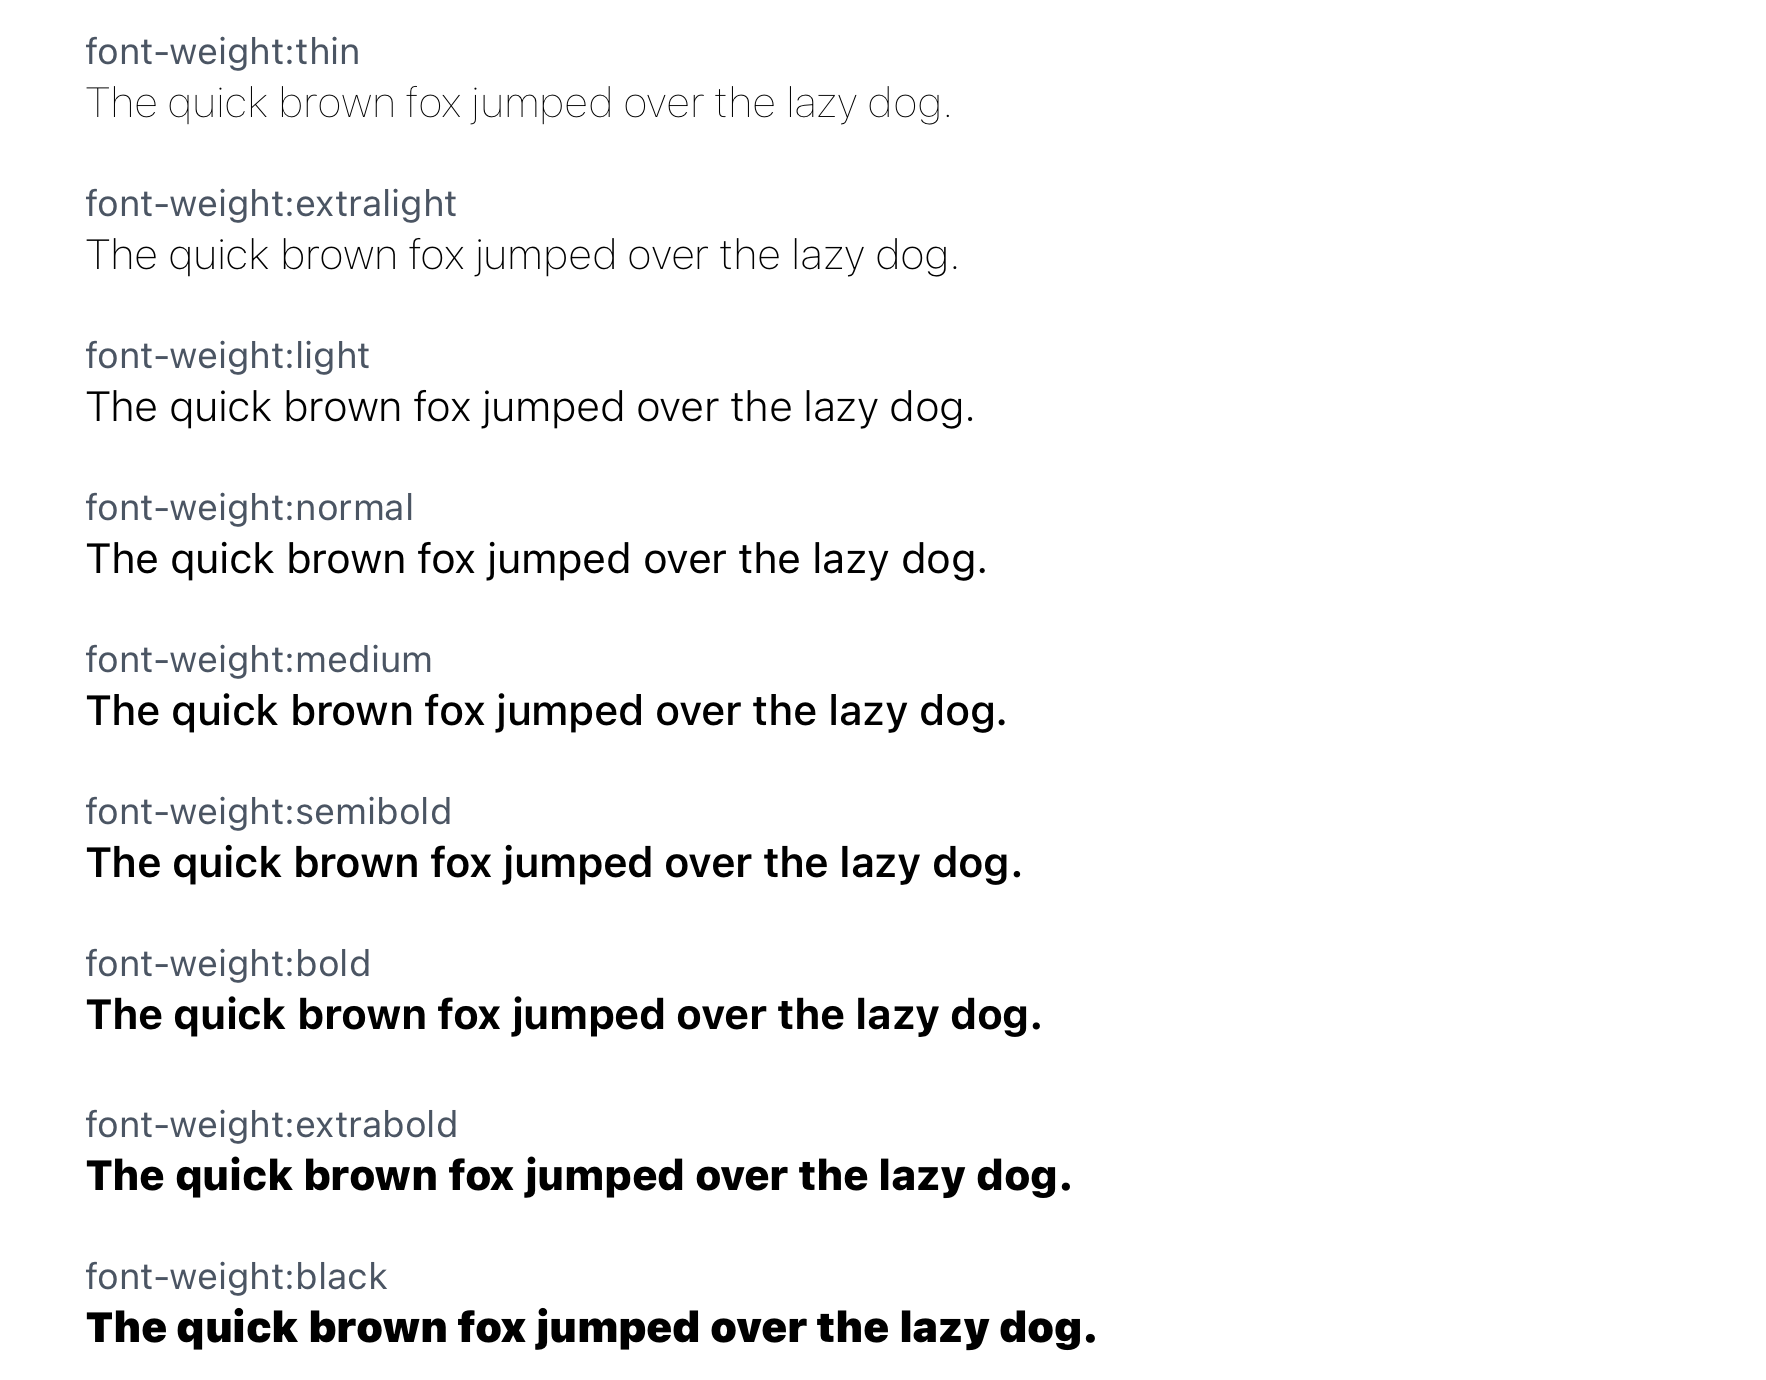 font-weight:thin
The quick brown fox jumped over the lazy dog.
font-weight:extralight
The quick brown fox jumped over the lazy dog.
font-weight:light
The quick brown fox jumped over the lazy dog.
font-weight:normal
The quick brown fox jumped over the lazy dog.
font-weight:medium
The quick brown fox jumped over the lazy dog.
font-weight:semibold
The quick brown fox jumped over the lazy dog.
font-weight:bold
The quick brown fox jumped over the lazy dog.
font-weight:extrabold
The quick brown fox jumped over the lazy dog.
font-weight:black
The quick brown fox jumped over the lazy dog.